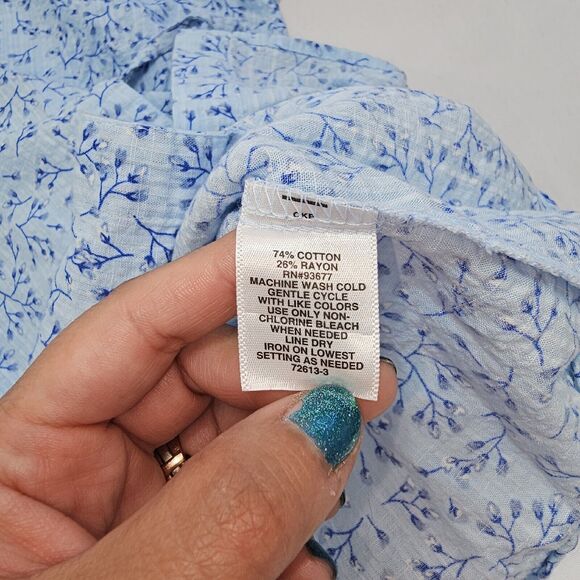 74% COTTON
26% RAYON
RN#93677
MACHINE WASH COLD
GENTLE CYCLE
WITH LIKE COLORS
USE ONLY NON-
CHLORINE BLEACH
WHEN NEEDED
LINE DRY
IRON ON LOWEST
SETTING AS NEEDED
72613-3